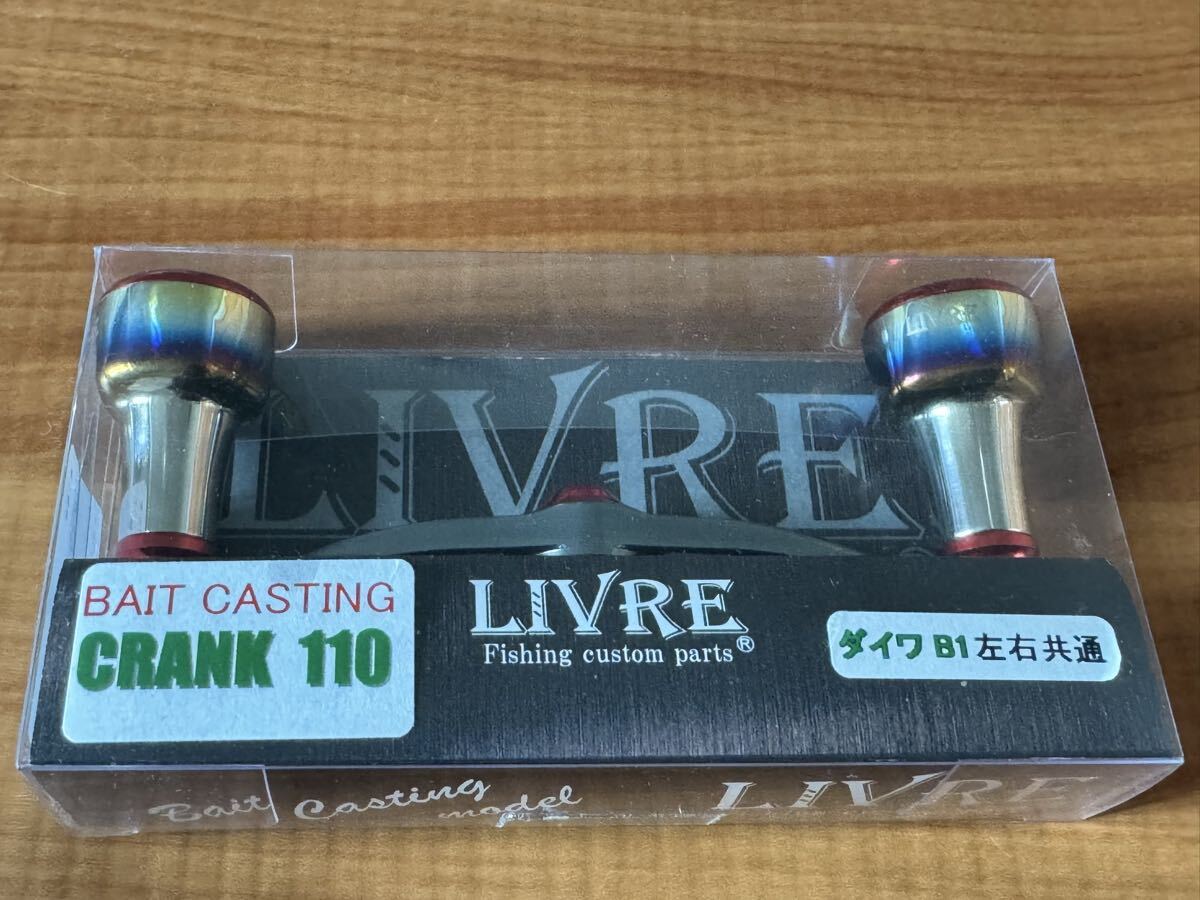 LIVRE
LIVRE
BAIT CASTING
CRANK 110
LIVRE®
Fishing custom parts
ダイワ B1 左右共通
Bait Casting model
LIVRE